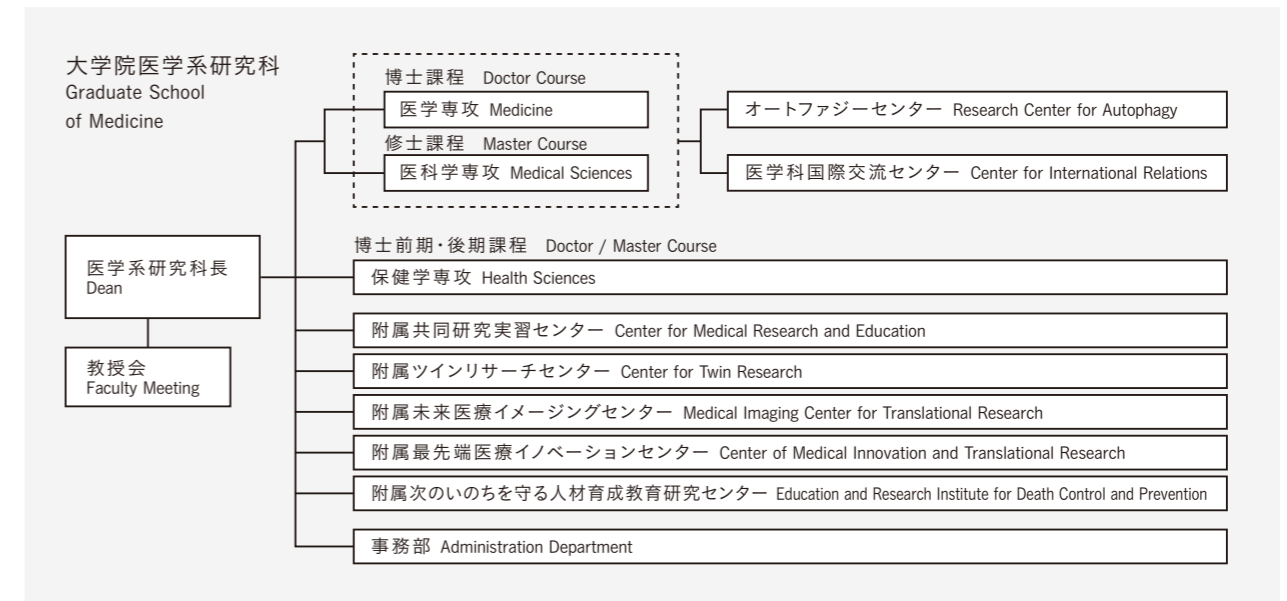 大学院医学系研究科
Graduate School
of Medicine
博士課程 Doctor Course
医学専攻 Medicine
修士課程 Master Course
医科学専攻 Medical Sciences
オートファジーセンター Research Center for Autophagy
医学科国際交流センター Center for International Relations
医学系研究科長
Dean
教授会
Faculty Meeting
博士前期・後期課程 Doctor / Master Course
保健学専攻 Health Sciences
附属共同研究実習センター Center for Medical Research and Education
附属ツインリサーチセンター Center for Twin Research
附属未来医療イメージングセンター Medical Imaging Center for Translational Research
附属最先端医療イノベーションセンター Center of Medical Innovation and Translational Research
附属次のいのちを守る人材育成教育研究センター Education and Research Institute for Death Control and Prevention
事務部 Administration Department